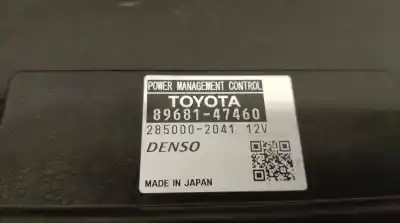 POWER MANAGEMENT CONTROL
TOYOTA
89681-47460
285000-2041 12V
DENSO
MADE IN JAPAN